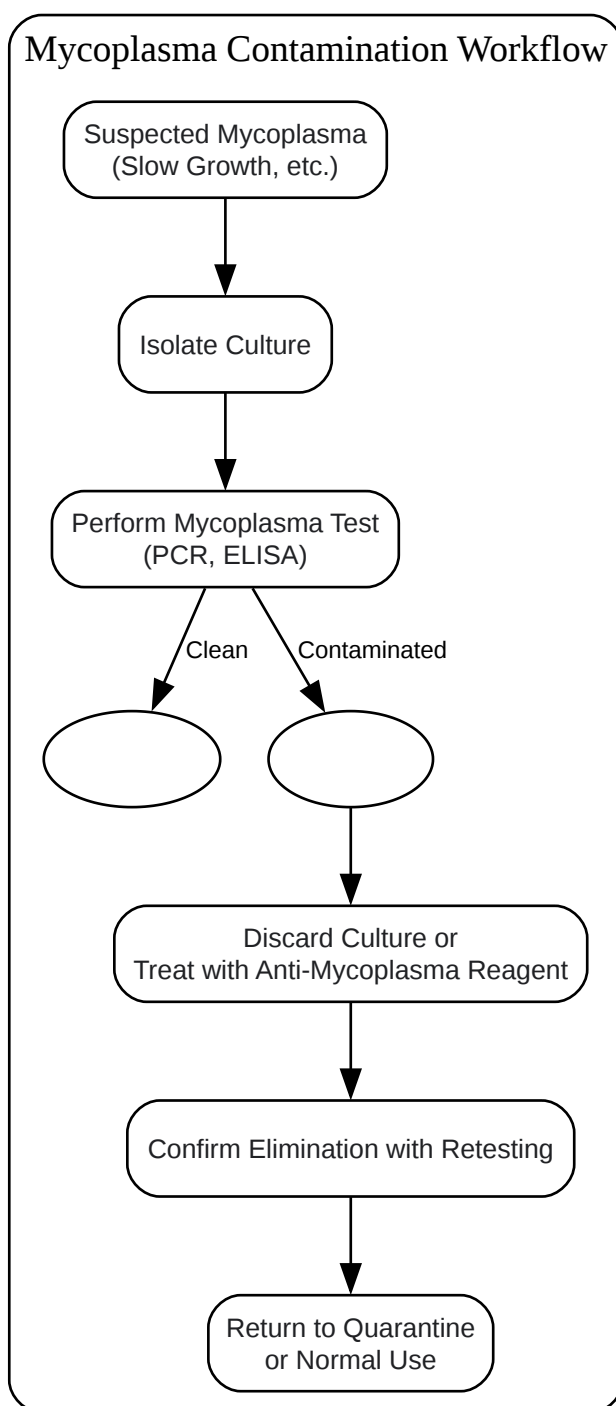 Mycoplasma Contamination Workflow
Suspected Mycoplasma
(Slow Growth, etc.)
Isolate Culture
Perform Mycoplasma Test
(PCR, ELISA)
Clean
Contaminated
Discard Culture or
Treat with Anti-Mycoplasma Reagent
Confirm Elimination with Retesting
Return to Quarantine
or Normal Use